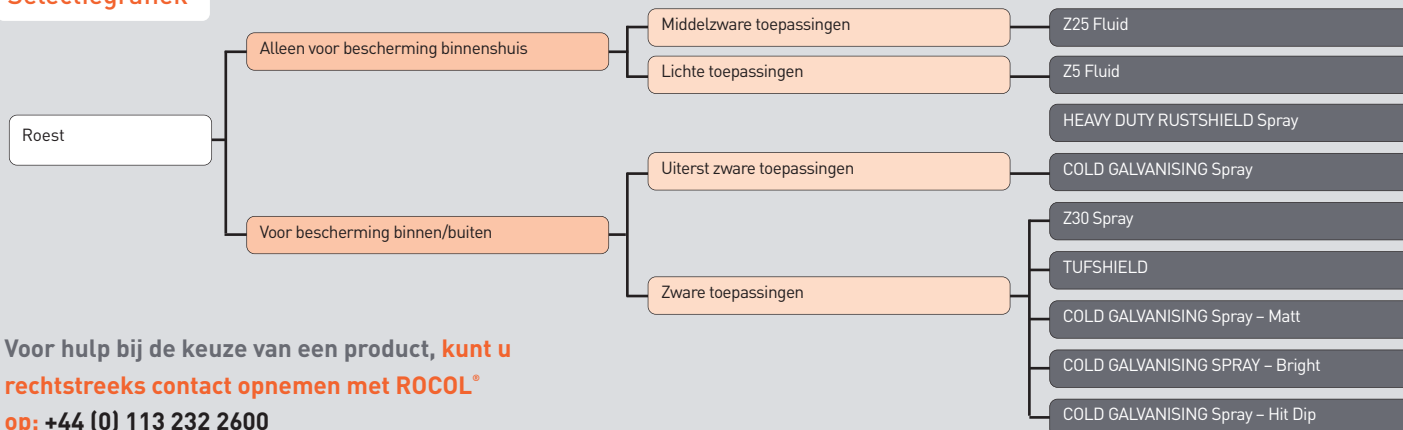 Selectiegrafiek
Roest
Alleen voor bescherming binnenshuis
Voor bescherming binnen/buiten
Middelzware toepassingen
Lichte toepassingen
Uiterst zware toepassingen
Zware toepassingen
Z25 Fluid
Z5 Fluid
HEAVY DUTY RUSTSHIELD Spray
COLD GALVANISING Spray
Z30 Spray
TUFSHIELD
COLD GALVANISING Spray – Matt
COLD GALVANISING SPRAY – Bright
COLD GALVANISING Spray – Hit Dip
Voor hulp bij de keuze van een product, kunt u
rechtstreeks contact opnemen met ROCOL®
op: +44 (0) 113 232 2600